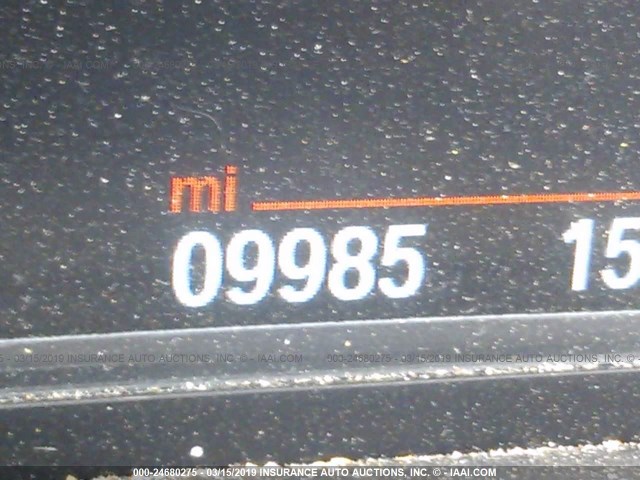 mi
09985 15
000-24680275 - 03/15/2019 INSURANCE AUTO AUCTIONS, INC. - © IAAI.COM